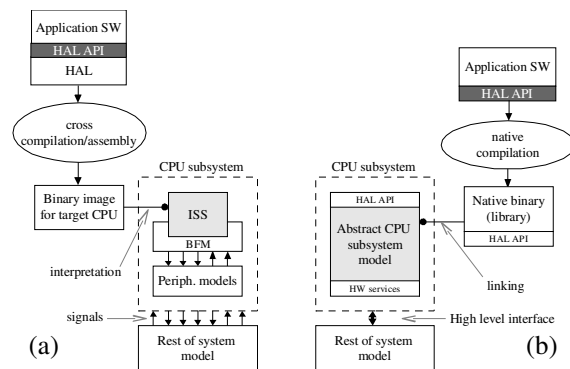 Application SW
HAL API
HAL
cross
compilation/assembly
Binary image
for target CPU
interpretation
signals
(a)
CPU subsystem
ISS
BFM
Periph. models
Rest of system
model
Application SW
HAL API
native
compilation
Native binary
(library)
HAL API
linking
CPU subsystem
HAL API
Abstract CPU
subsystem
model
HW services
High level interface
Rest of system
model
(b)